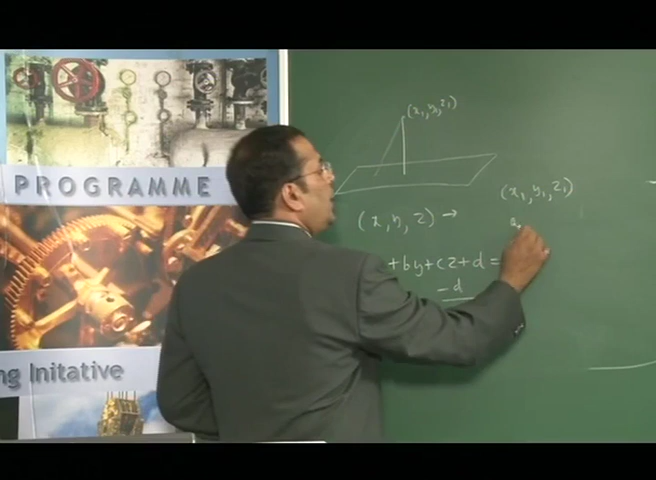 PROGRAMME
ng Initative
(x₁, y₁, z₁)
(x₁, y₁, z₁)
(x, y, z) →
+by+cz+d=
-d